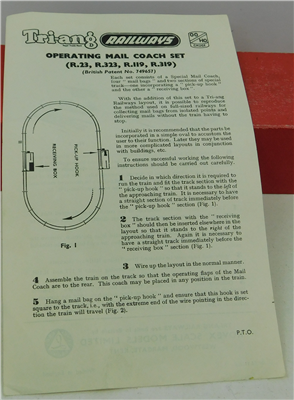 Tri-ang RAILWAYS
OO/HO GAUGE
OPERATING MAIL COACH SET
(R.23, R.323, R.119, R.319)
(British Patent No. 749657)
Each set consists of a Special Mail Coach,
four " mail bags " and two sections of special
track—one incorporating a " pick-up hook "
and the other a " receiving box ".
With the addition of this set to a Tri-ang
Railways layout, it is possible to reproduce
the method used on full-sized railways for
collecting mail bags from isolated points and
delivering mails without the train having to
stop.
Initially it is recommended that the parts be
incorporated in a simple oval to accustom the
user to their function. Later they may be used
in more complicated layouts in conjunction
with buildings, etc.
To ensure successful working the following
instructions should be carried out carefully.
RECEIVING BOX
PICK-UP HOOK
Fig. 1
1 Decide in which direction it is required to
run the train and fit the track section with the
" pick-up hook " so that it stands to the left of
the approaching train. It is necessary to have
a straight section of track immediately before
the " pick-up hook " section (Fig. 1).
2 The track section with the " receiving
box " should then be inserted elsewhere in the
layout so that it stands to the right of the
approaching train. Again it is necessary to
have a straight track immediately before the
" receiving box " section (Fig. 1).
3 Wire up the layout in the normal manner.
4 Assemble the train on the track so that the operating flaps of the Mail
Coach are to the rear. This coach may be placed in any position in the train.
5 Hang a mail bag on the " pick-up hook " and ensure that this hook is set
square to the track, i.e., with the extreme end of the wire pointing in the direc-
tion the train will travel (Fig. 2).
P.T.O.